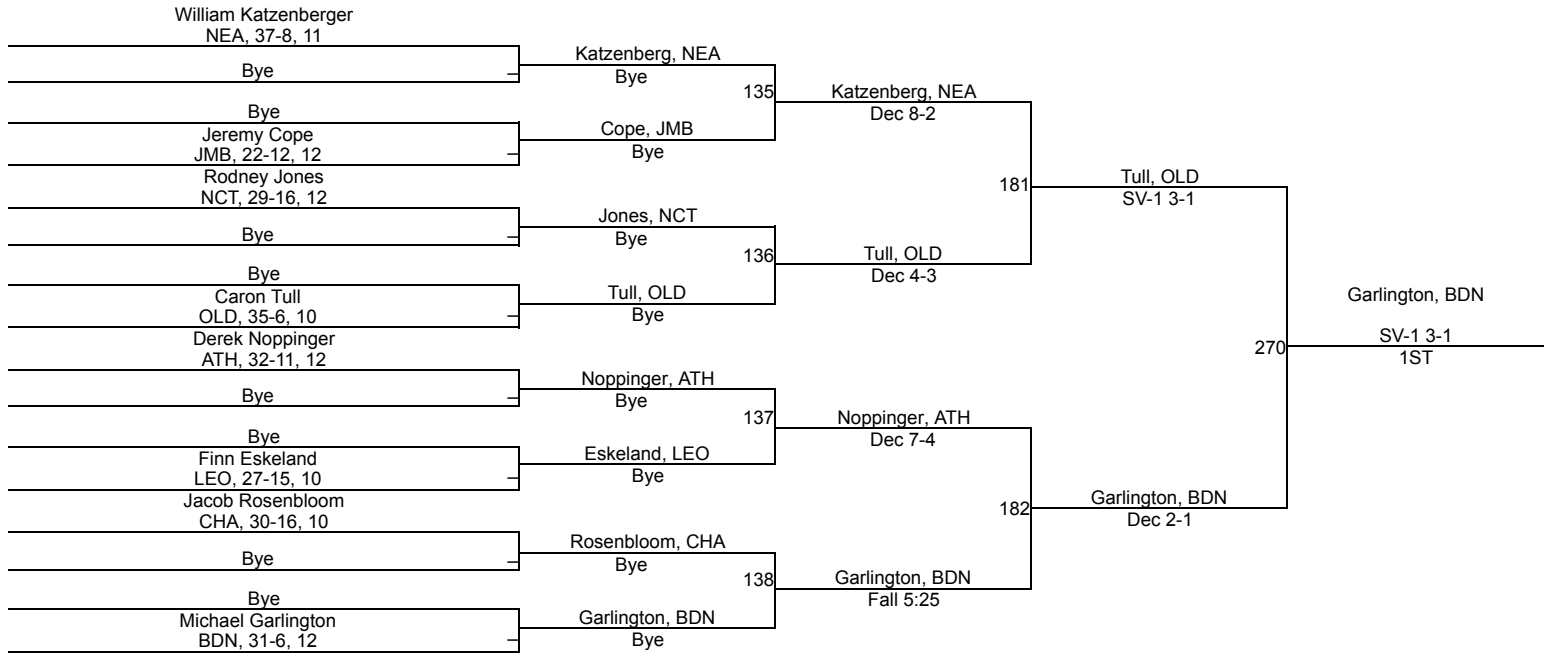 William Katzenberger
NEA, 37-8, 11
Bye
Bye
Jeremy Cope
JMB, 22-12, 12
Rodney Jones
NCT, 29-16, 12
Bye
Bye
Caron Tull
OLD, 35-6, 10
Derek Noppinger
ATH, 32-11, 12
Bye
Bye
Finn Eskeland
LEO, 27-15, 10
Jacob Rosenbloom
CHA, 30-16, 10
Bye
Bye
Michael Garlington
BDN, 31-6, 12
Katzenberg, NEA
Bye
135
Cope, JMB
Bye
Jones, NCT
Bye
136
Tull, OLD
Bye
Noppinger, ATH
Bye
137
Eskeland, LEO
Bye
Rosenbloom, CHA
Bye
138
Garlington, BDN
Bye
Katzenberg, NEA
Dec 8-2
181
Tull, OLD
Dec 4-3
Noppinger, ATH
Dec 7-4
182
Garlington, BDN
Fall 5:25
Tull, OLD
SV-1 3-1
270
Garlington, BDN
Dec 2-1
Garlington, BDN
SV-1 3-1
1ST